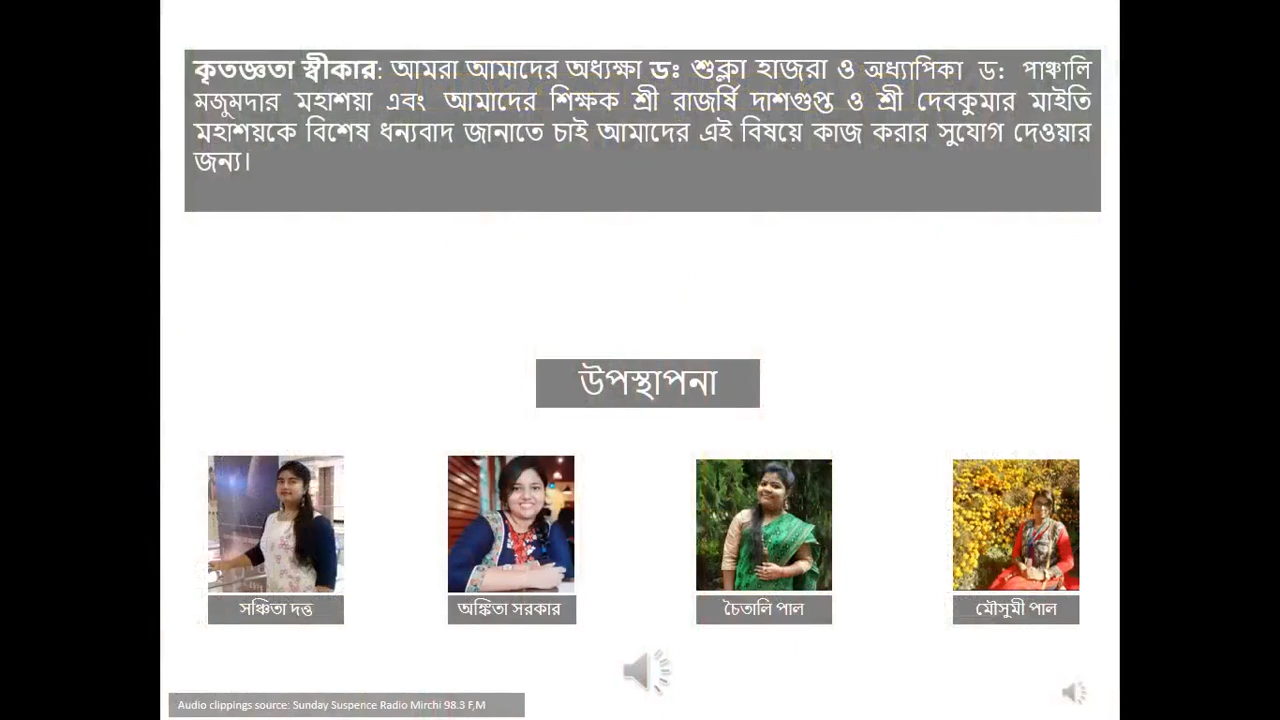 কৃতজ্ঞতা স্বীকার: আমরা আমাদের অধ্যক্ষা ডঃ শুক্লা হাজরা ও অধ্যাপিকা ড: পাঞ্চালি
মজুমদার মহাশয়া এবং আমাদের শিক্ষক শ্রী রাজর্ষি দাশগুপ্ত ও শ্রী দেবকুমার মাইতি
মহাশয়কে বিশেষ ধন্যবাদ জানাতে চাই আমাদের এই বিষয়ে কাজ করার সুযোগ দেওয়ার
জন্য।
উপস্থাপনা
সঞ্চিতা দত্ত
অঙ্কিতা সরকার
চৈতালি পাল
মৌসুমী পাল
Audio clippings source: Sunday Suspence Radio Mirchi 98.3 F,M